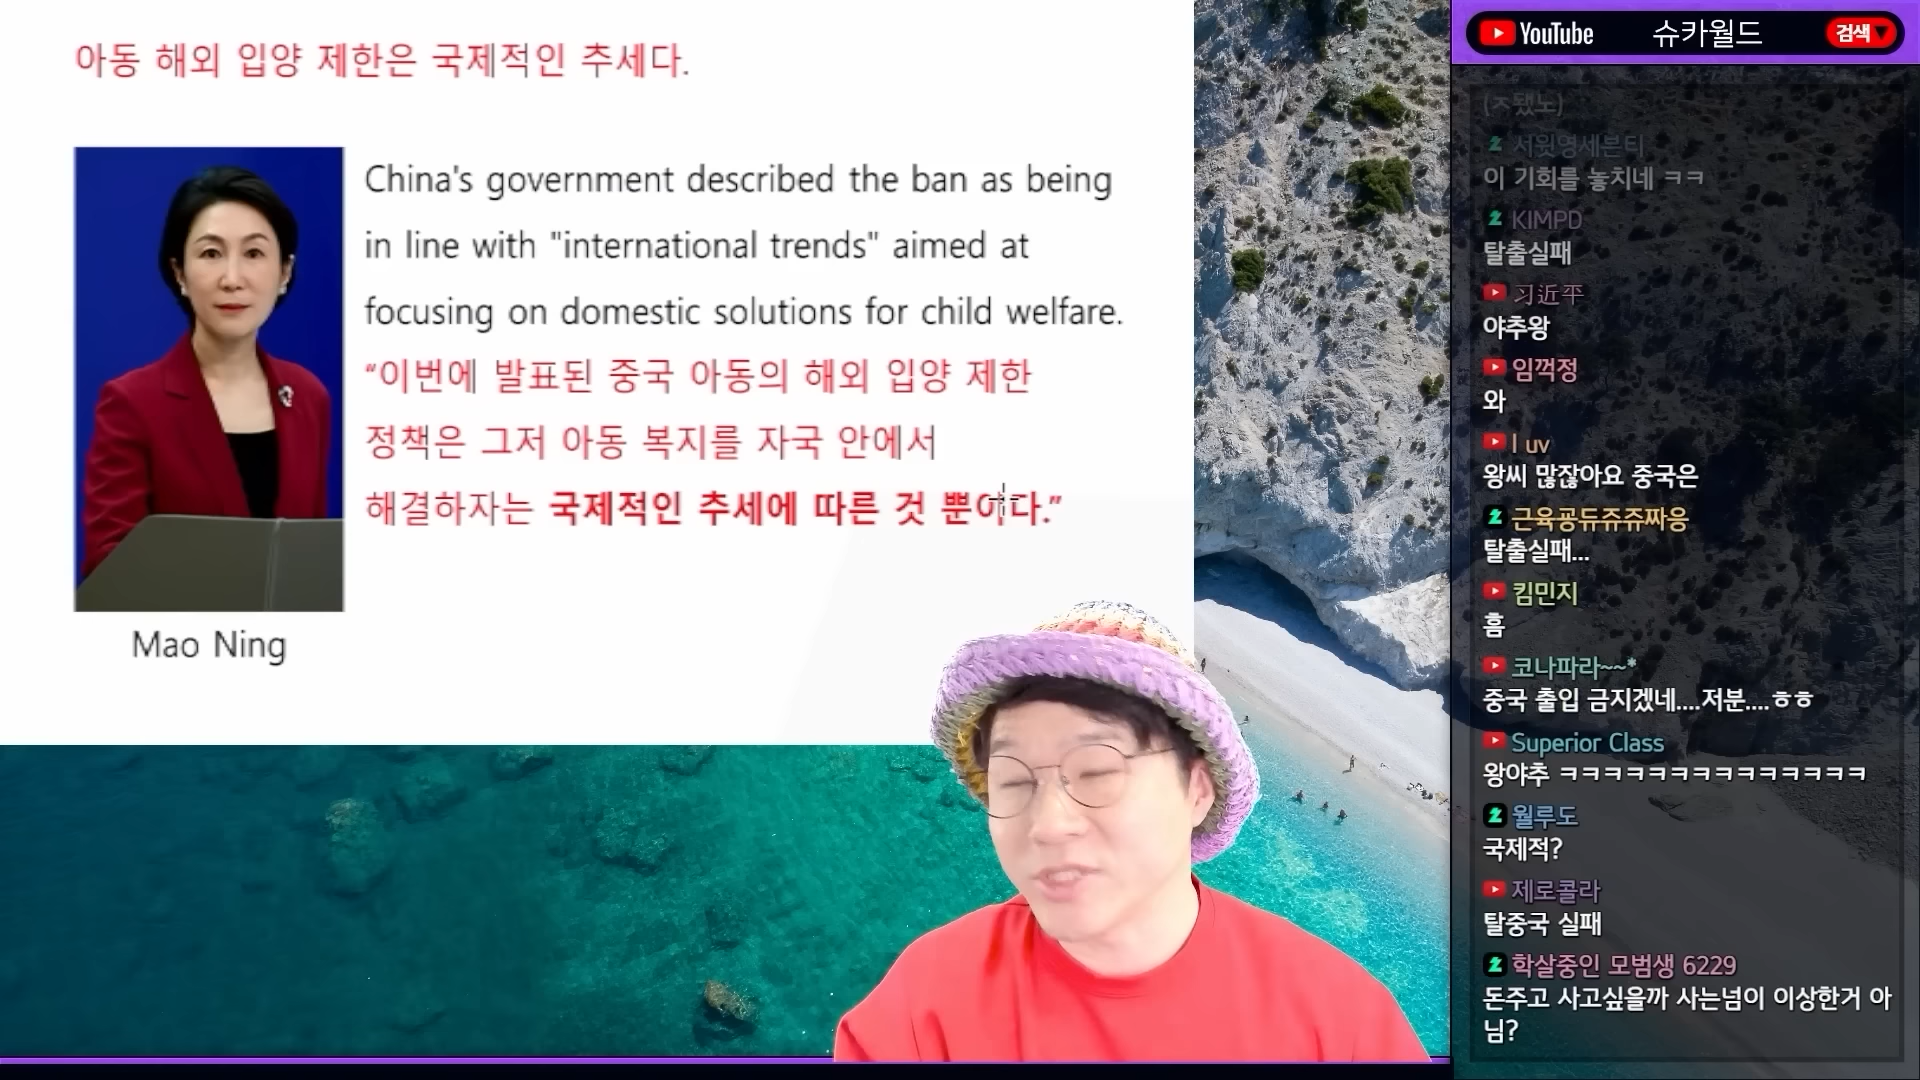 아동 해외 입양 제한은 국제적인 추세다.
China's government described the ban as being
in line with "international trends" aimed at
focusing on domestic solutions for child welfare.
“이번에 발표된 중국 아동의 해외 입양 제한
정책은 그저 아동 복지를 자국 안에서
해결하자는 국제적인 추세에 따른 것 뿐이다.”
Mao Ning
YouTube 슈카월드 검색▼
(ㅈ됐노)
서윗영세븐티
이 기회를 놓치네 ㅋㅋ
KIMPD
탈출실패
习近平
야추왕
임꺽정
와
l uv
왕씨 많잖아요 중국은
탈출실패...
킴민지
흠
코나파라~~*
중국 출입 금지겠네....저분....ㅎㅎ
Superior Class
왕야추 ㅋㅋㅋㅋㅋㅋㅋㅋㅋㅋㅋㅋㅋㅋ
월루도
국제적?
제로콜라
탈중국 실패
학살중인 모범생 6229
돈주고 사고싶을까 사는넘이 이상한거 아
님?